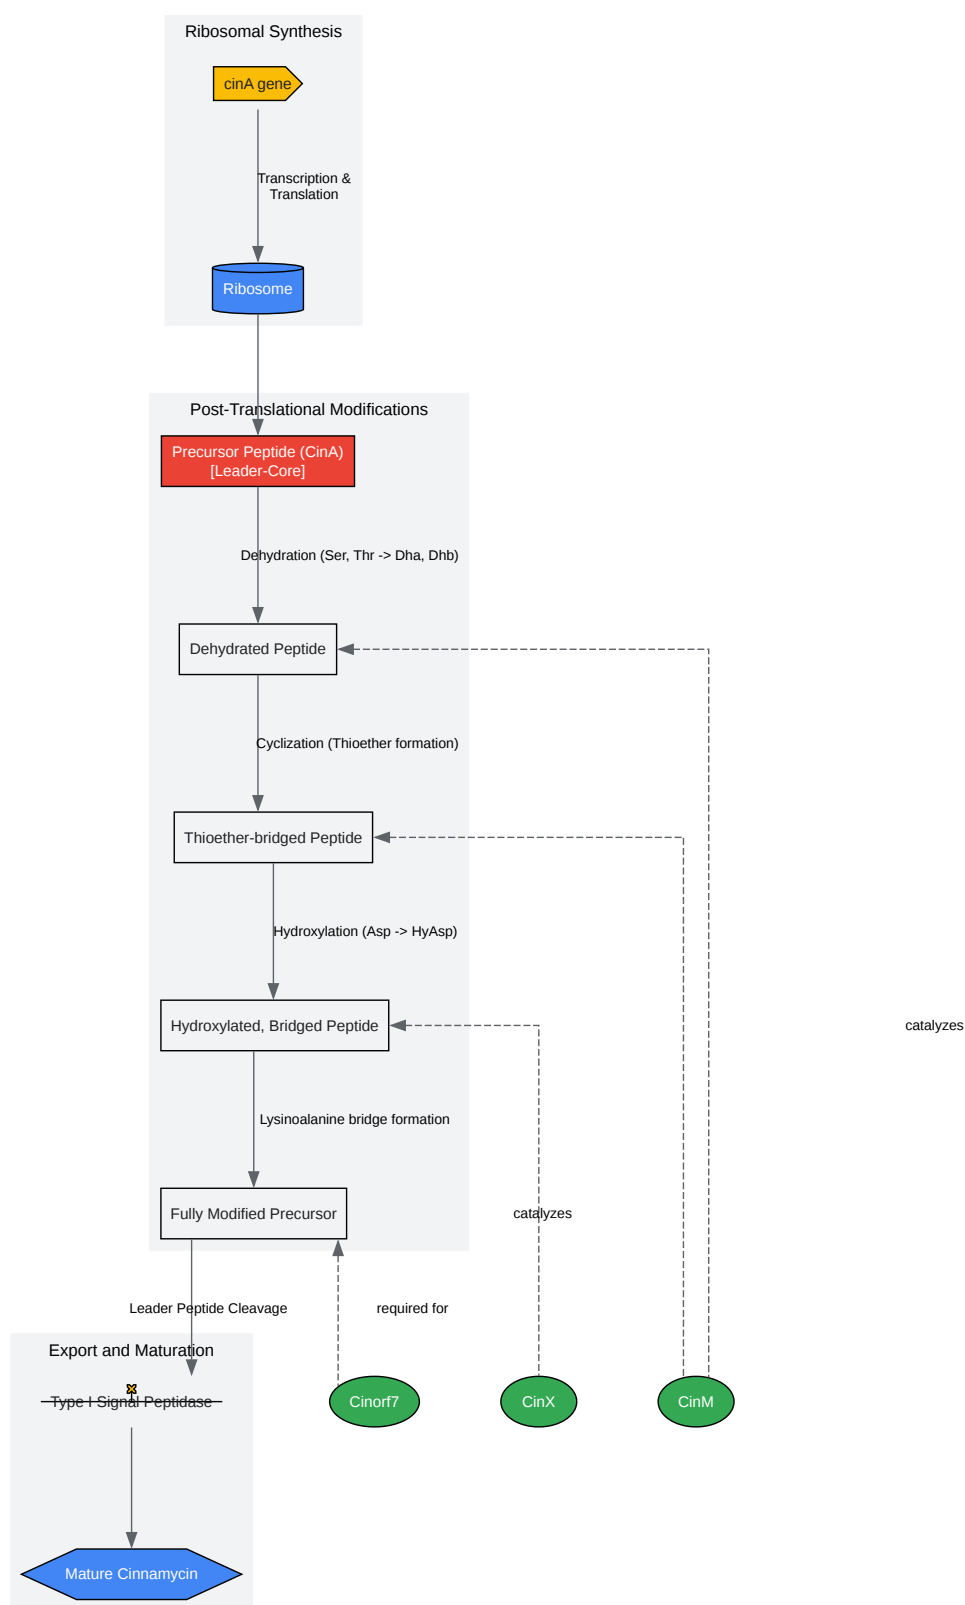 Ribosomal Synthesis
cinA gene
Transcription &
Translation
Ribosome
Post-Translational Modifications
Precursor Peptide (CinA)
[Leader-Core]
Dehydration (Ser, Thr -> Dha, Dhb)
Dehydrated Peptide
Cyclization (Thioether formation)
Thioether-bridged Peptide
Hydroxylation (Asp -> HyAsp)
Hydroxylated, Bridged Peptide
catalyzes
Lysinoalanine bridge formation
Fully Modified Precursor
catalyzes
Leader Peptide Cleavage
required for
Export and Maturation
Type I Signal Peptidase
Cinorf7
CinX
CinM
Mature Cinnamycin